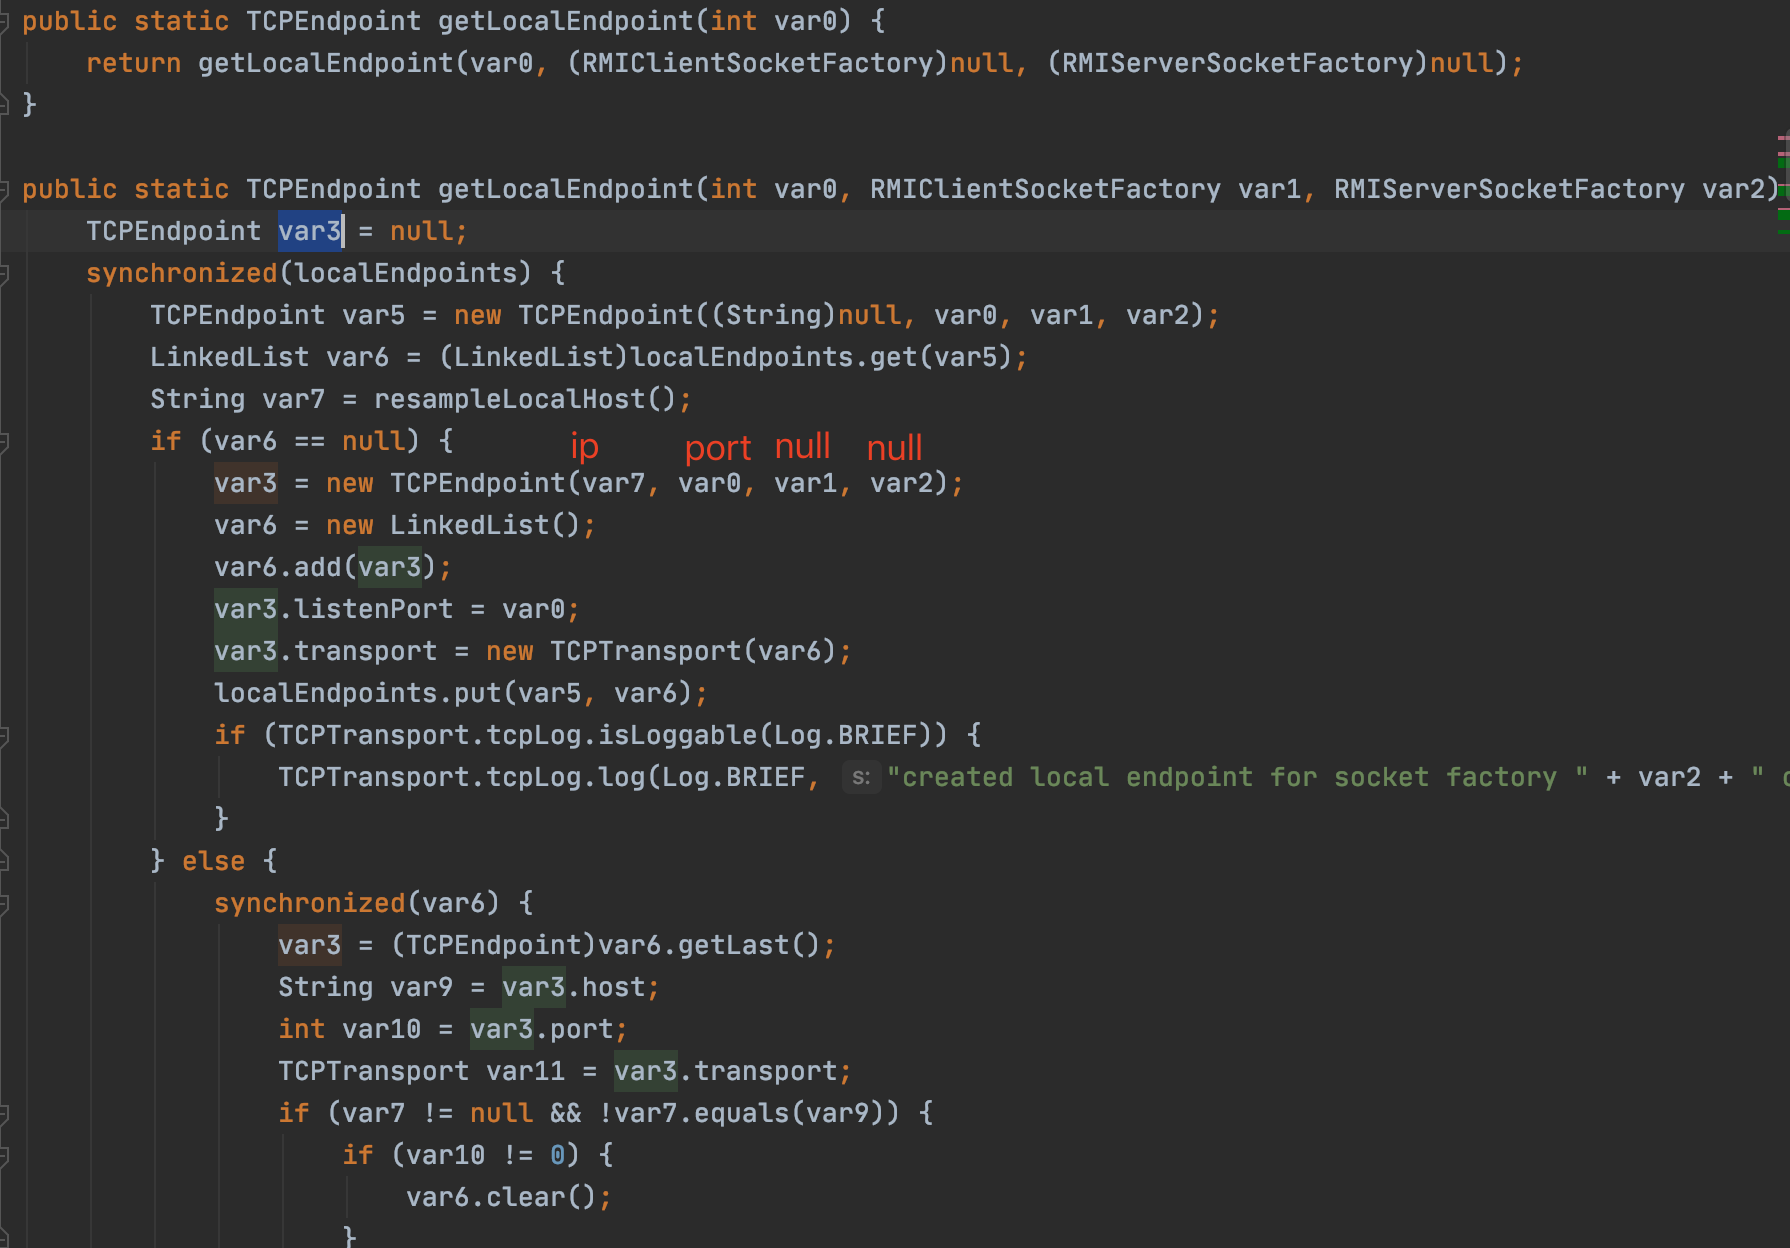 public static TCPEndpoint getLocalEndpoint(int var0) {
    return getLocalEndpoint(var0, (RMIClientSocketFactory)null, (RMIServerSocketFactory)null);
}
public static TCPEndpoint getLocalEndpoint(int var0, RMIClientSocketFactory var1, RMIServerSocketFactory var2)
    TCPEndpoint var3 = null;
    synchronized(localEndpoints) {
        TCPEndpoint var5 = new TCPEndpoint((String)null, var0, var1, var2);
        LinkedList var6 = (LinkedList)localEndpoints.get(var5);
        String var7 = resampleLocalHost();
        if (var6 == null) {
ip port null null
            var3 = new TCPEndpoint(var7, var0, var1, var2);
            var6 = new LinkedList();
            var6.add(var3);
            var3.listenPort = var0;
            var3.transport = new TCPTransport(var6);
            localEndpoints.put(var5, var6);
            if (TCPTransport.tcpLog.isLoggable(Log.BRIEF)) {
                TCPTransport.tcpLog.log(Log.BRIEF, s: "created local endpoint for socket factory " + var2 + "
            }
        } else {
            synchronized(var6) {
                var3 = (TCPEndpoint)var6.getLast();
                String var9 = var3.host;
                int var10 = var3.port;
                TCPTransport var11 = var3.transport;
                if (var7 != null && !var7.equals(var9)) {
                    if (var10 != 0) {
                        var6.clear();
                    }